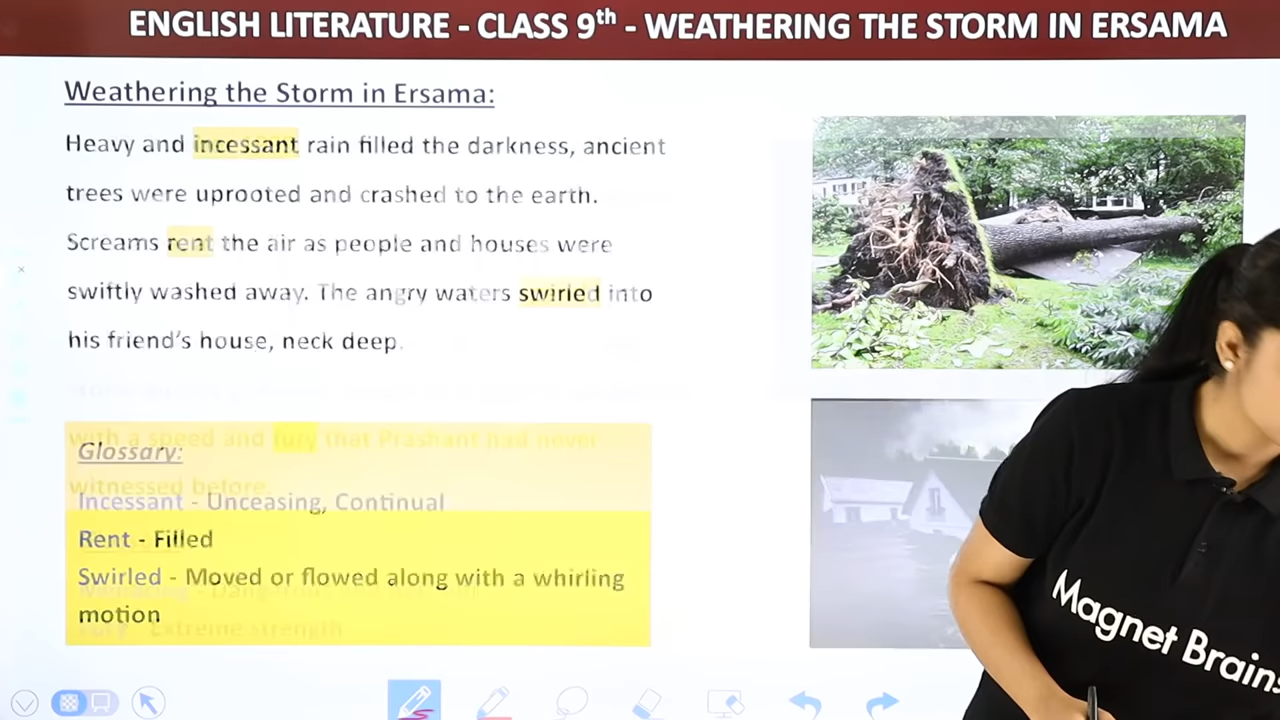 ENGLISH LITERATURE - CLASS 9th - WEATHERING THE STORM IN ERSAMA
Weathering the Storm in Ersama:
Heavy and incessant rain filled the darkness, ancient
trees were uprooted and crashed to the earth.
Screams rent the air as people and houses were
swiftly washed away. The angry waters swirled into
his friend's house, neck deep.
with a speed and fury that Prashant had never
witnessed before.
Glossary:
Incessant - Unceasing, Continual
Rent - Filled
Swirled - Moved or flowed along with a whirling
motion
Fury Extreme strength
Magnet Brains